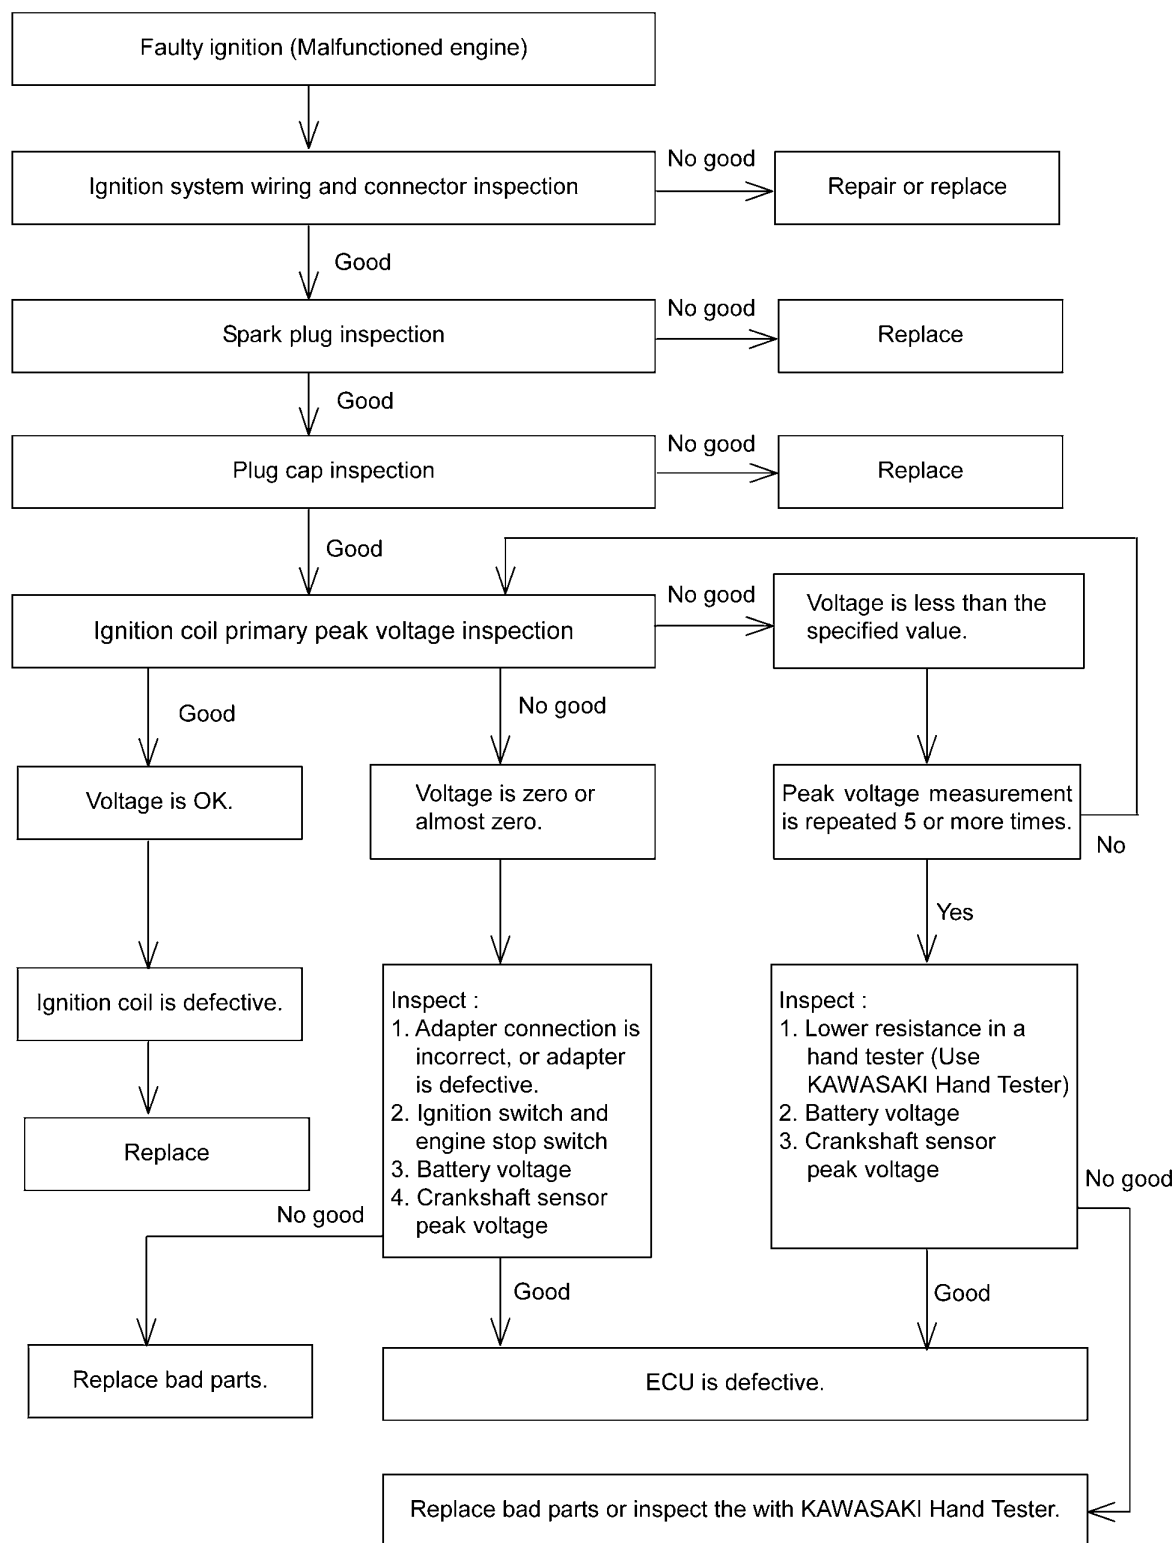 Faulty ignition (Malfunctioned engine)
Ignition system wiring and connector inspection
No good
Repair or replace
Good
Spark plug inspection
No good
Replace
Good
Plug cap inspection
No good
Replace
Good
Ignition coil primary peak voltage inspection
No good
Voltage is less than the
specified value.
Good
No good
Voltage is OK.
Voltage is zero or
almost zero.
Peak voltage measurement
is repeated 5 or more times.
No
Yes
Ignition coil is defective.
Replace
Inspect :
1. Adapter connection is
incorrect, or adapter
is defective.
2. Ignition switch and
engine stop switch
3. Battery voltage
4. Crankshaft sensor
peak voltage
Inspect :
1. Lower resistance in a
hand tester (Use
KAWASAKI Hand Tester)
2. Battery voltage
3. Crankshaft sensor
peak voltage
No good
No good
Good
Good
Replace bad parts.
ECU is defective.
Replace bad parts or inspect the with KAWASAKI Hand Tester.